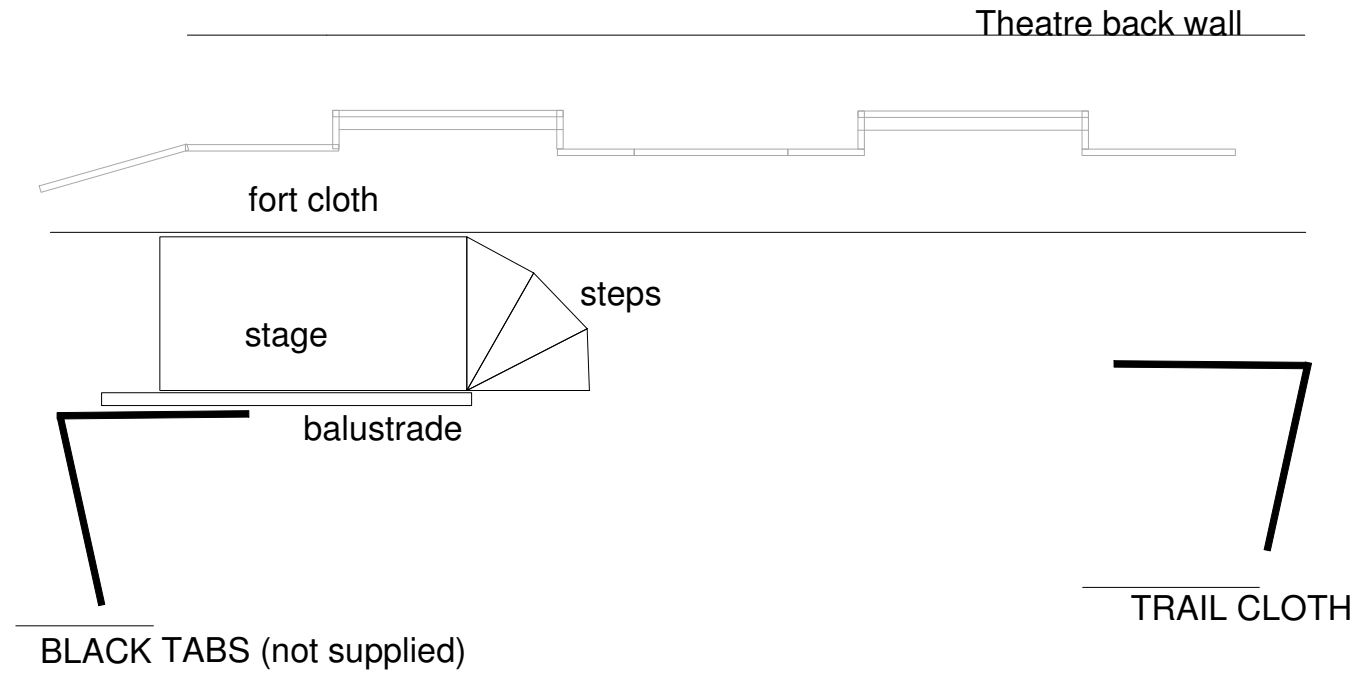 Theatre back wall
fort cloth
steps
stage
balustrade
TRAIL CLOTH
BLACK TABS (not supplied)